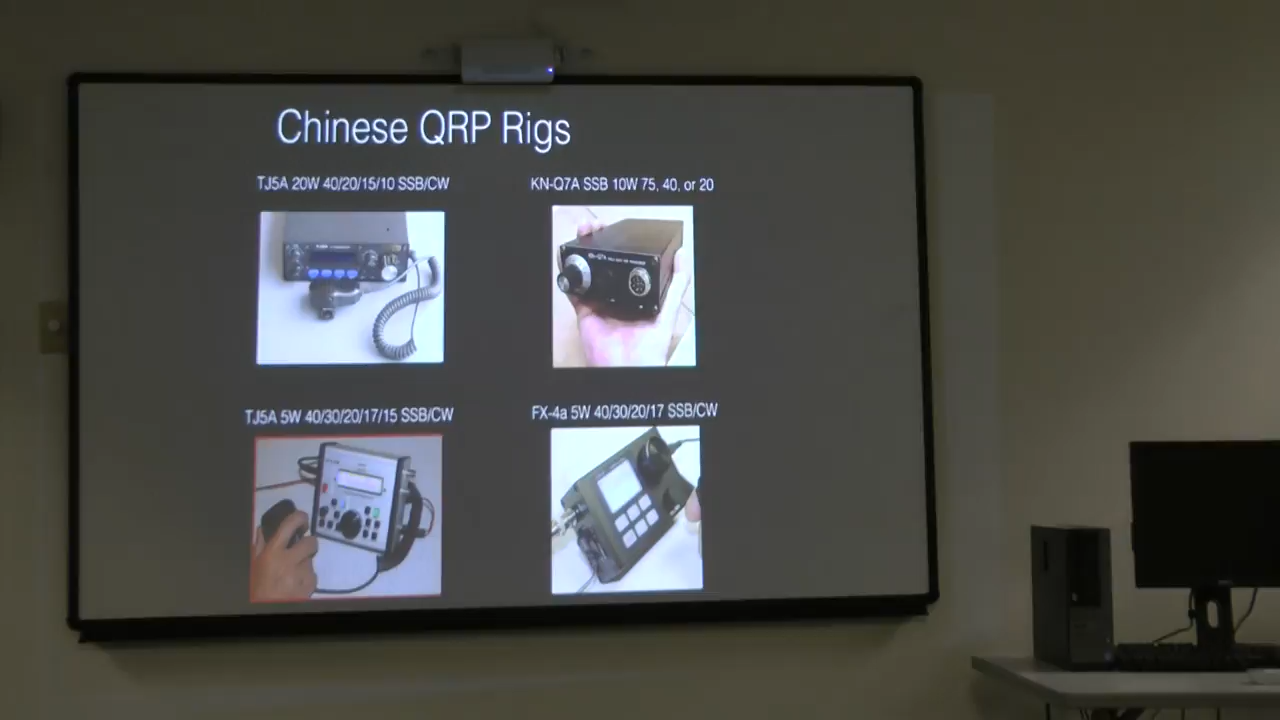 Chinese QRP Rigs
TJ5A 20W 40/20/15/10 SSB/CW
KN-Q7A SSB 10W 75, 40, or 20
TJ5A 5W 40/30/20/17/15 SSB/CW
FX-4a 5W 40/30/20/17 SSB/CW